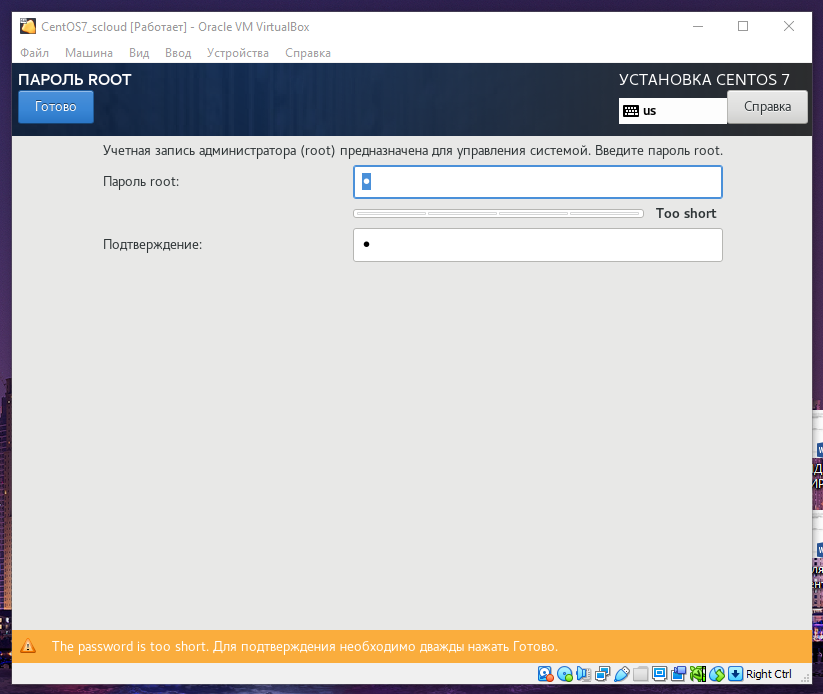 CentOS7_scloud [Работает] - Oracle VM VirtualBox
Файл Машина Вид Ввод Устройства Справка
ПАРОЛЬ ROOT
УСТАНОВКА CENTOS 7
Готово
us
Справка
Учетная запись администратора (root) предназначена для управления системой. Введите пароль root.
Пароль root:
Too short
Подтверждение:
The password is too short. Для подтверждения необходимо дважды нажать Готово.
Right Ctrl